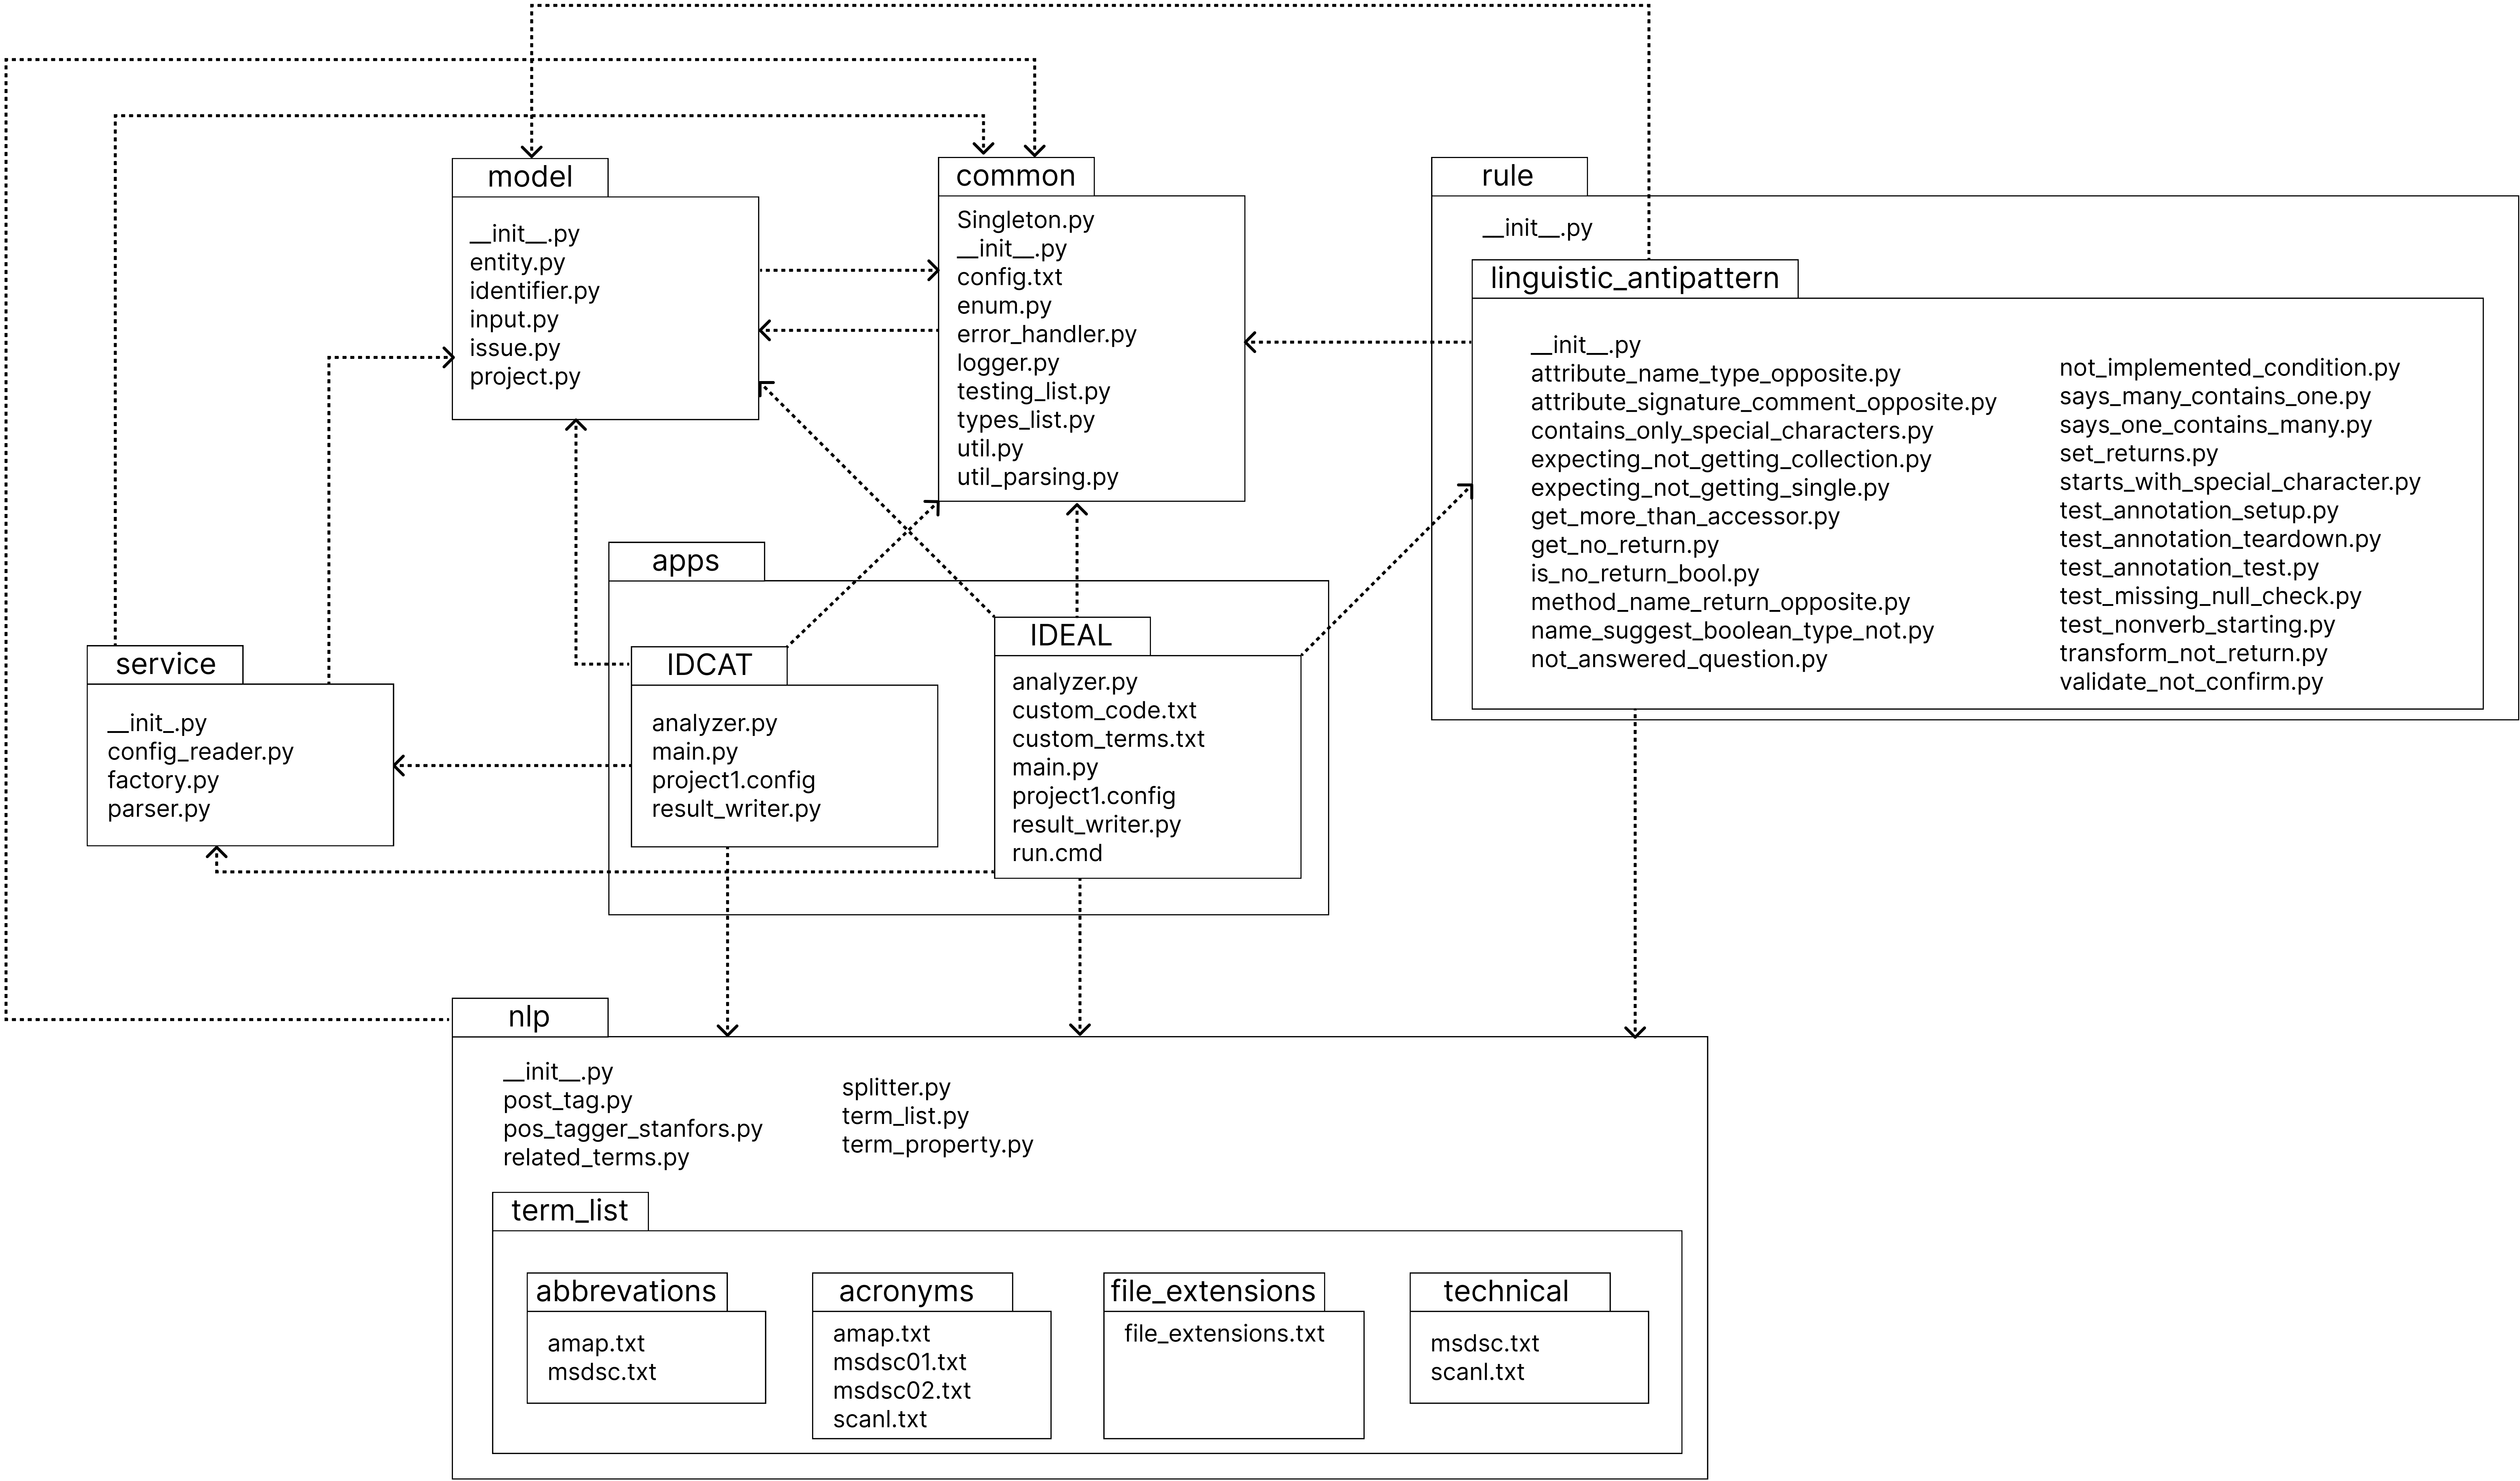 model
__init__.py
entity.py
identifier.py
input.py
issue.py
project.py
common
Singleton.py
__init__.py
config.txt
enum.py
error_handler.py
logger.py
testing_list.py
types_list.py
util.py
util_parsing.py
rule
__init__.py
linguistic_antipattern
__init__.py
attribute_name_type_opposite.py
attribute_signature_comment_opposite.py
contains_only_special_characters.py
expecting_not_getting_collection.py
expecting_not_getting_single.py
get_more_than_accessor.py
get_no_return.py
is_no_return_bool.py
method_name_return_opposite.py
name_suggest_boolean_type_not.py
not_answered_question.py
not_implemented_condition.py
says_many_contains_one.py
says_one_contains_many.py
set_returns.py
starts_with_special_character.py
test_annotation_setup.py
test_annotation_teardown.py
test_annotation_test.py
test_missing_null_check.py
test_nonverb_starting.py
transform_not_return.py
validate_not_confirm.py
service
__init_.py
config_reader.py
factory.py
parser.py
apps
IDCAT
analyzer.py
main.py
project1.config
result_writer.py
IDEAL
analyzer.py
custom_code.txt
custom_terms.txt
main.py
project1.config
result_writer.py
run.cmd
nlp
__init__.py
post_tag.py
pos_tagger_stanfors.py
related_terms.py
splitter.py
term_list.py
term_property.py
term_list
abbrevations
amap.txt
msdsc.txt
acronyms
amap.txt
msdsc01.txt
msdsc02.txt
scanl.txt
file_extensions
file_extensions.txt
technical
msdsc.txt
scanl.txt